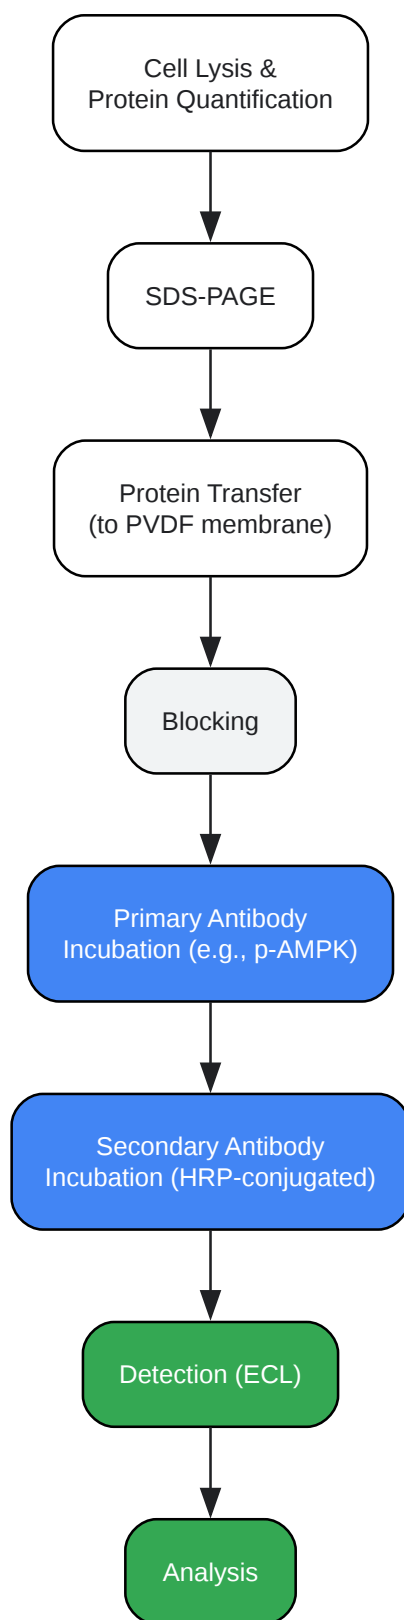 Cell Lysis &
Protein Quantification
SDS-PAGE
Protein Transfer
(to PVDF membrane)
Blocking
Primary Antibody
Incubation (e.g., p-AMPK)
Secondary Antibody
Incubation (HRP-conjugated)
Detection (ECL)
Analysis